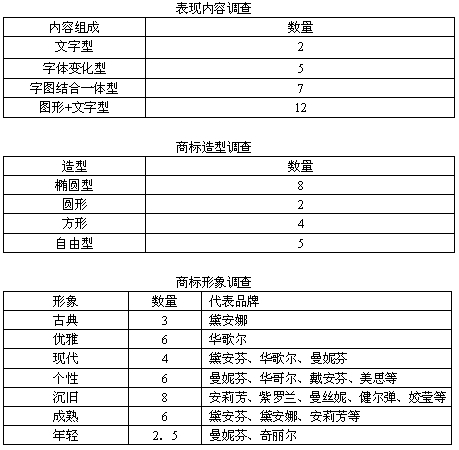 表现内容调查
内容组成 数量
文字型 2
字体变化型 5
字图结合一体型 7
图形+文字型 12
商标造型调查
造型 数量
椭圆型 8
圆形 2
方形 4
自由型 5
商标形象调查
形象 数量 代表品牌
古典 3 黛安娜
优雅 6 华歌尔
现代 4 黛安芬、华歌尔、曼妮芬
个性 6 曼妮芬、华哥尔、戴安芬、美思等
沉旧 8 安莉芳、紫罗兰、曼丝妮、健尔弹、姣莹等
成熟 6 黛安芬、黛安娜、安莉芳等
年轻 2．5 曼妮芬、奇丽尔